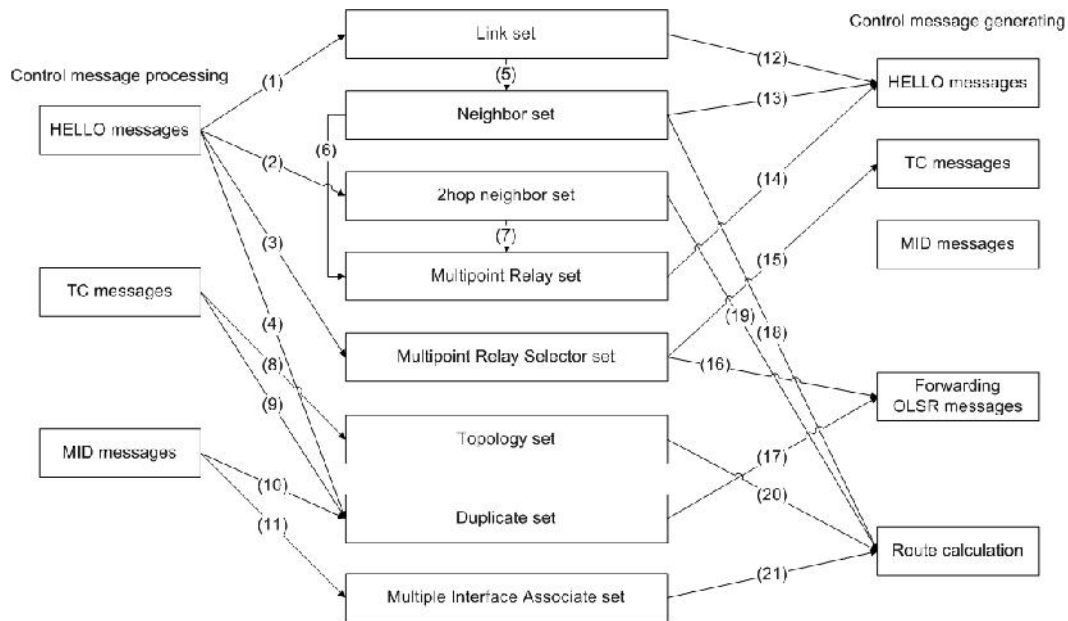 Control message processing
HELLO messages
TC messages
MID messages
(1)
(2)
(3)
(4)
(8)
(9)
(10)
(11)
Link set
(5)
Neighbor set
(6)
2hop neighbor set
(7)
Multipoint Relay set
Multipoint Relay Selector set
Topology set
Duplicate set
Multiple Interface Associate set
(12)
(13)
(14)
(15)
(19)
(18)
(16)
(17)
(20)
(21)
Control message generating
HELLO messages
TC messages
MID messages
Forwarding
OLSR messages
Route calculation